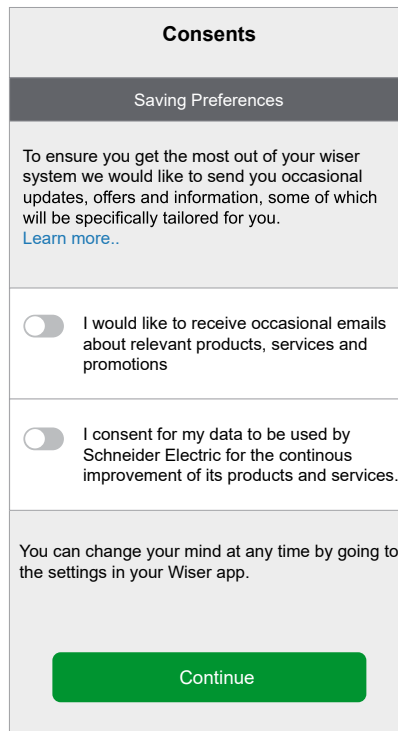 Consents
Saving Preferences
To ensure you get the most out of your wiser
system we would like to send you occasional
updates, offers and information, some of which
will be specifically tailored for you.
Learn more..
I would like to receive occasional emails
about relevant products, services and
promotions
I consent for my data to be used by
Schneider Electric for the continous
improvement of its products and services.
You can change your mind at any time by going to
the settings in your Wiser app.
Continue